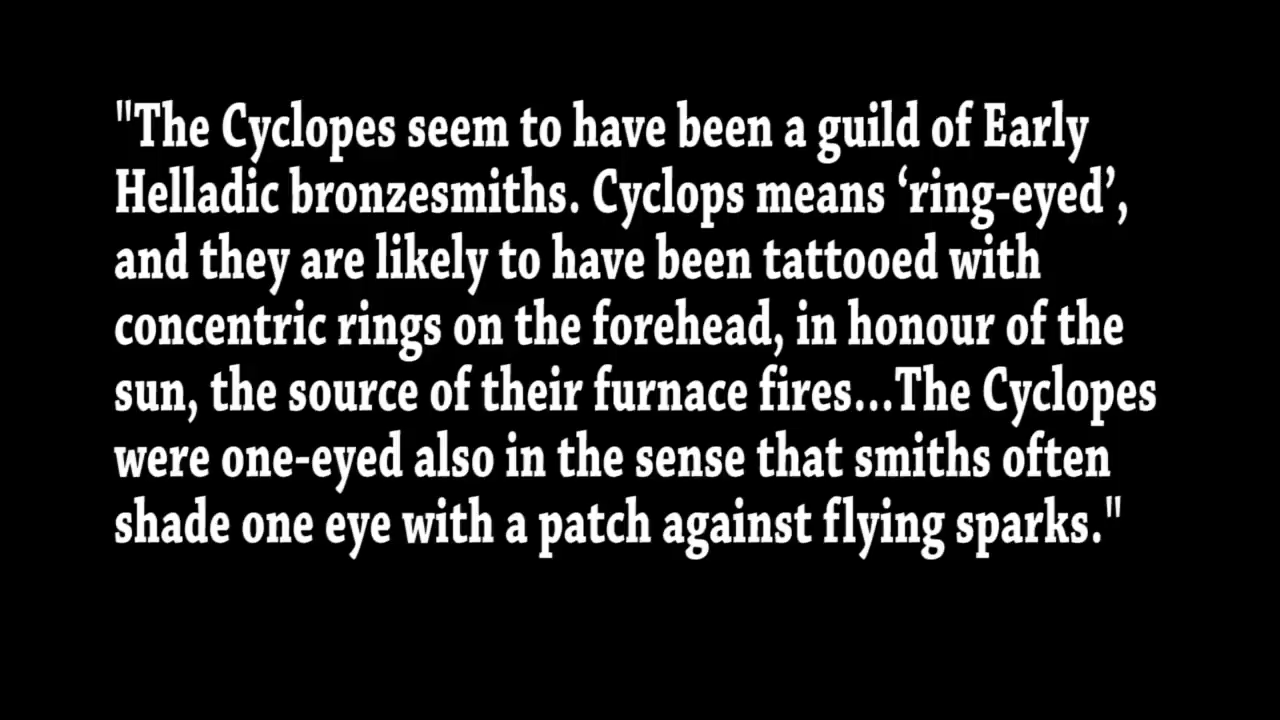 "The Cyclopes seem to have been a guild of Early
Helladic bronzesmiths. Cyclops means ‘ring-eyed’,
and they are likely to have been tattooed with
concentric rings on the forehead, in honour of the
sun, the source of their furnace fires...The Cyclopes
were one-eyed also in the sense that smiths often
shade one eye with a patch against flying sparks."